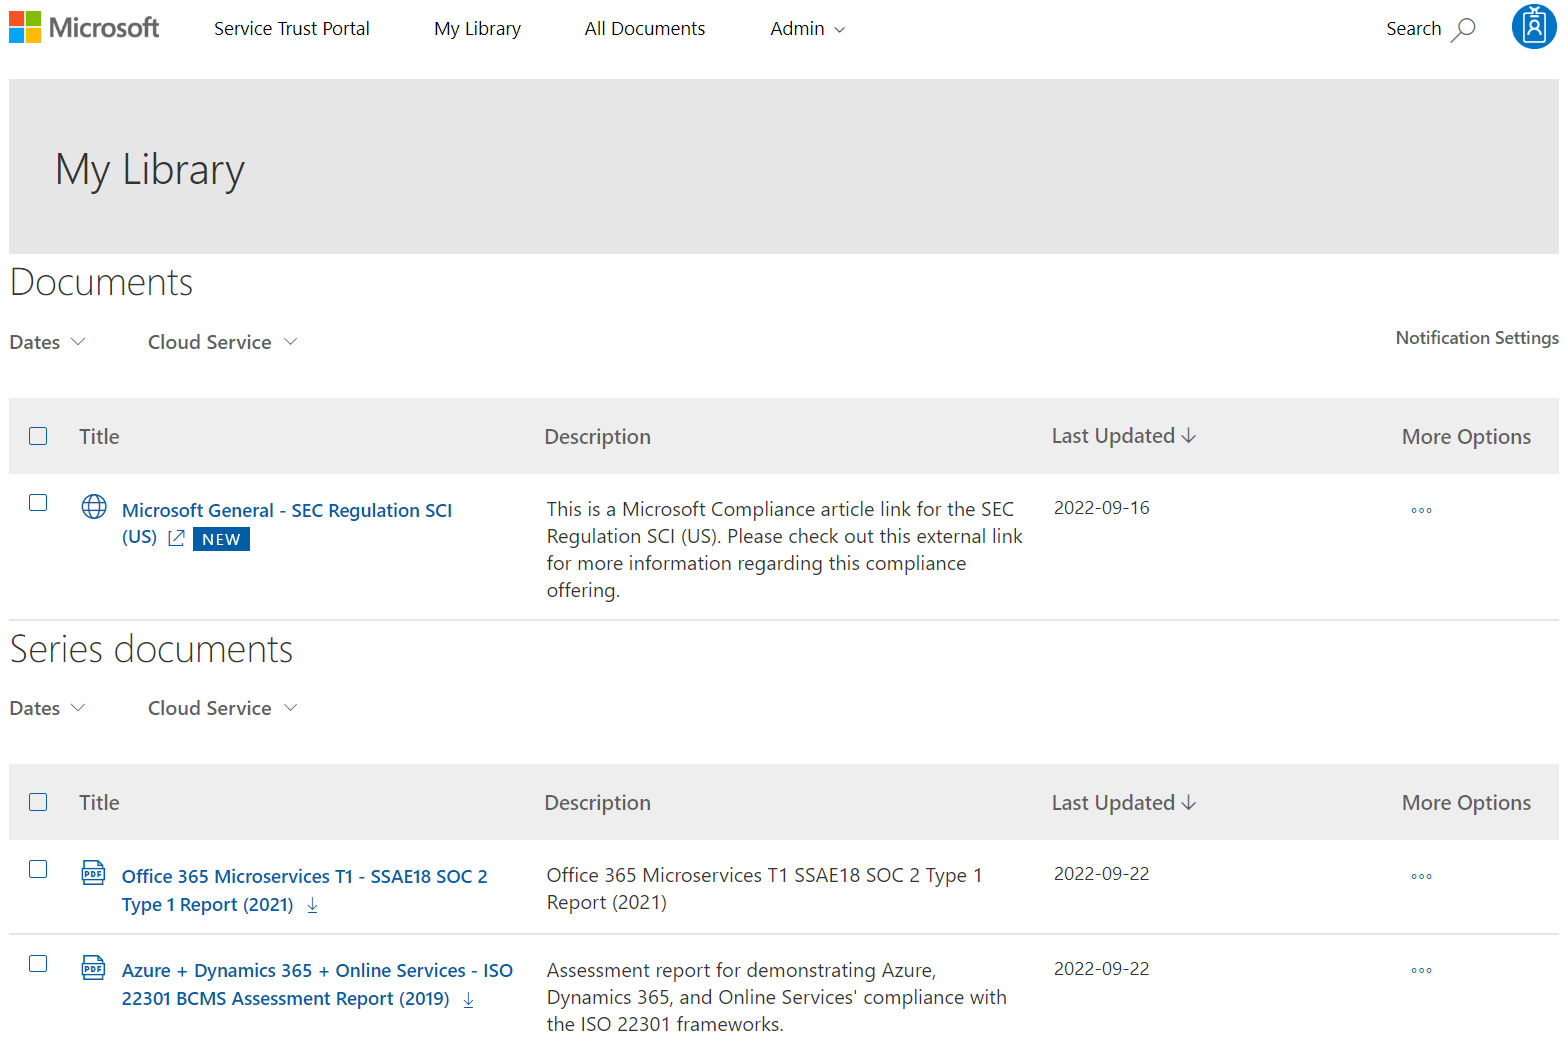 Microsoft Service Trust Portal My Library All Documents Admin Search
My Library
Documents
Dates Cloud Service Notification Settings
Title Description Last Updated ↓ More Options
Microsoft General - SEC Regulation SCI
(US) NEW
This is a Microsoft Compliance article link for the SEC
Regulation SCI (US). Please check out this external link
for more information regarding this compliance
offering.
2022-09-16
Series documents
Dates Cloud Service
Title Description Last Updated ↓ More Options
PDF
Office 365 Microservices T1 - SSAE18 SOC 2
Type 1 Report (2021)
Office 365 Microservices T1 SSAE18 SOC 2 Type 1
Report (2021)
2022-09-22
PDF
Azure + Dynamics 365 + Online Services - ISO
22301 BCMS Assessment Report (2019)
Assessment report for demonstrating Azure,
Dynamics 365, and Online Services' compliance with
the ISO 22301 frameworks.
2022-09-22